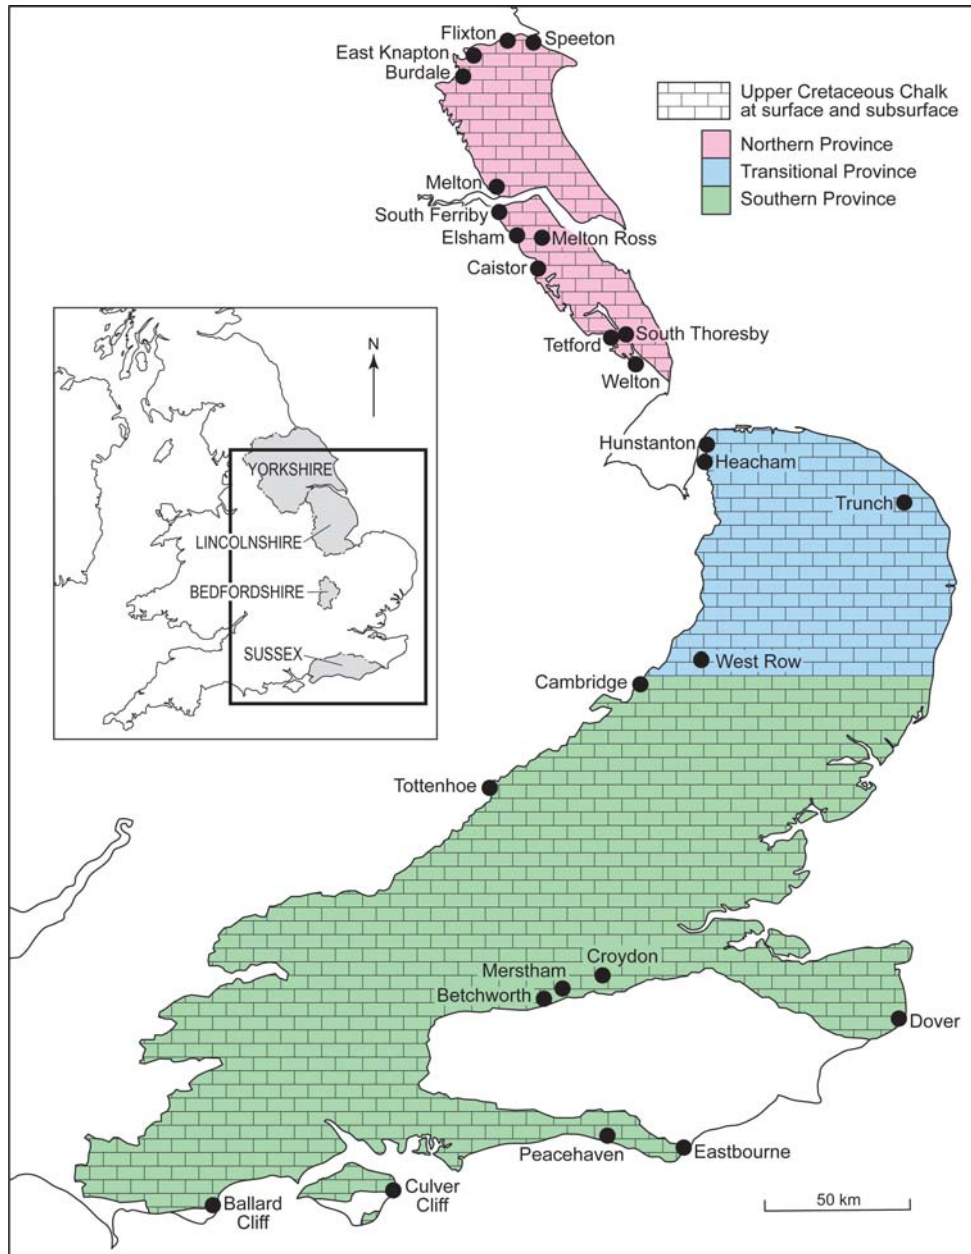 Flixton
Speeton
East Knapton
Burdale
Upper Cretaceous Chalk
at surface and subsurface
Northern Province
Transitional Province
Southern Province
Melton
South Ferriby
Elsham
Melton Ross
Caistor
South Thoresby
Tetford
Welton
N
YORKSHIRE
LINCOLNSHIRE
BEDFORDSHIRE
SUSSEX
Hunstanton
Heacham
Trunch
West Row
Cambridge
Tottenhoe
Croydon
Merstham
Betchworth
Dover
Peacehaven
Eastbourne
Culver
Cliff
Ballard
Cliff
50 km